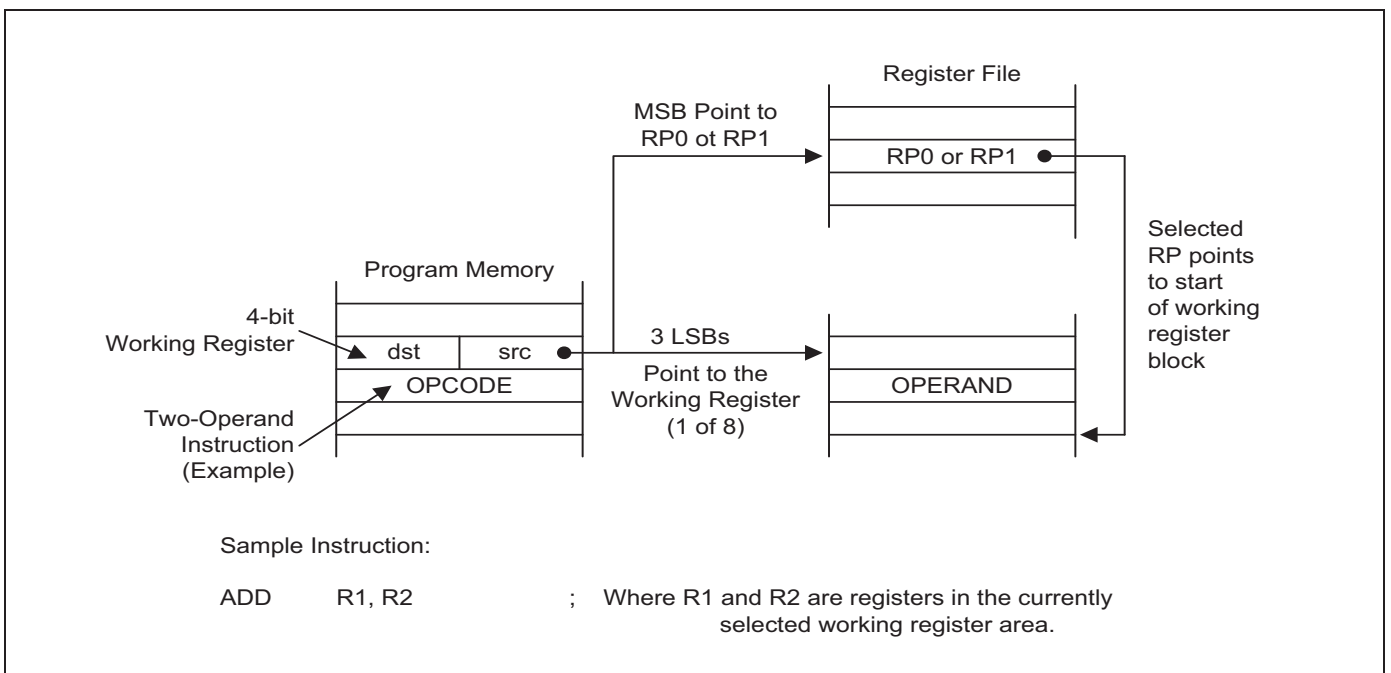 Register File
MSB Point to
RP0 ot RP1
RP0 or RP1
Selected
RP points
to start
of working
register
block
Program Memory
4-bit
Working Register
dst
src
3 LSBs
Point to the
Working Register
(1 of 8)
OPCODE
OPERAND
Two-Operand
Instruction
(Example)
Sample Instruction:
ADD R1, R2 ; Where R1 and R2 are registers in the currently
selected working register area.